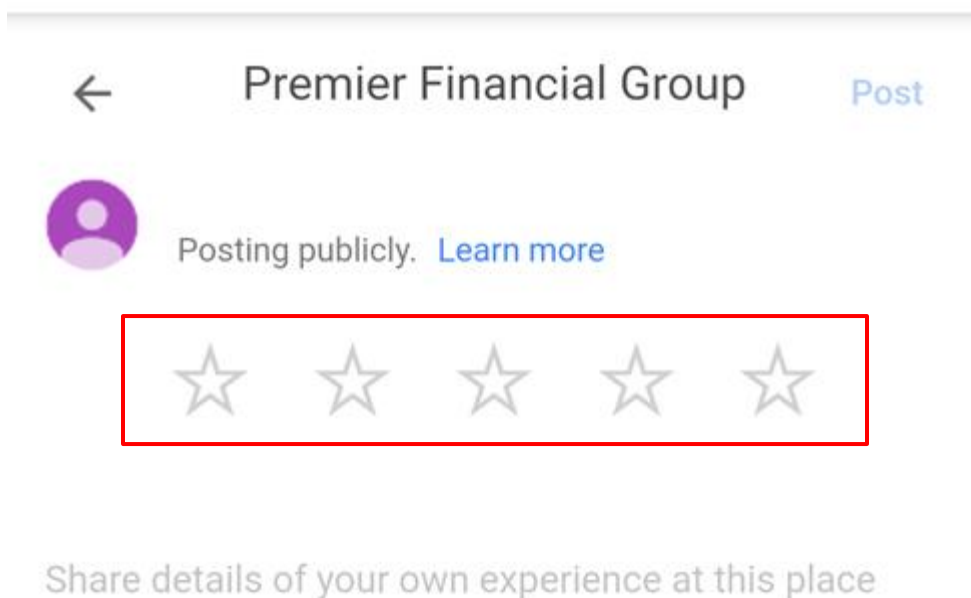 Premier Financial Group Post
Posting publicly. Learn more
Share details of your own experience at this place